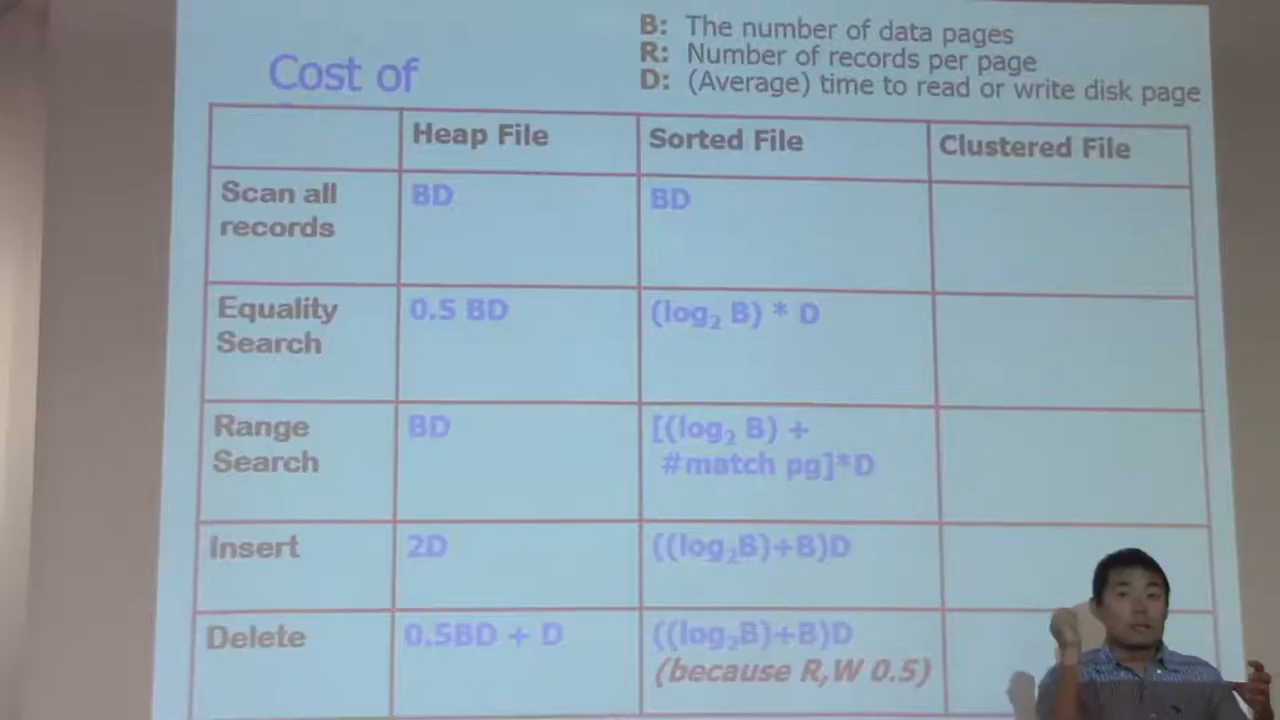 B: The number of data pages
R: Number of records per page
D: (Average) time to read or write disk page
Cost of
Heap File
Sorted File
Clustered File
Scan all
records
BD
BD
Equality
Search
0.5 BD
(log₂ B) * D
Range
Search
BD
[(log₂ B) +
#match pg]*D
Insert
2D
((log₂B)+B)D
Delete
0.5BD + D
((log₂B)+B)D
(because R,W 0.5)